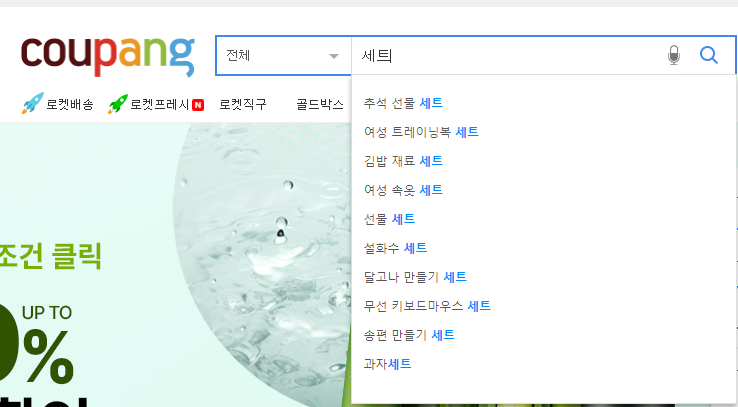 coupang
전체
세트
로켓배송
로켓프레시 N
로켓직구
골드박스
추석 선물 세트
여성 트레이닝복 세트
김밥 재료 세트
여성 속옷 세트
선물 세트
설화수 세트
달고나 만들기 세트
무선 키보드마우스 세트
송편 만들기 세트
과자세트
조건 클릭
UP TO
%